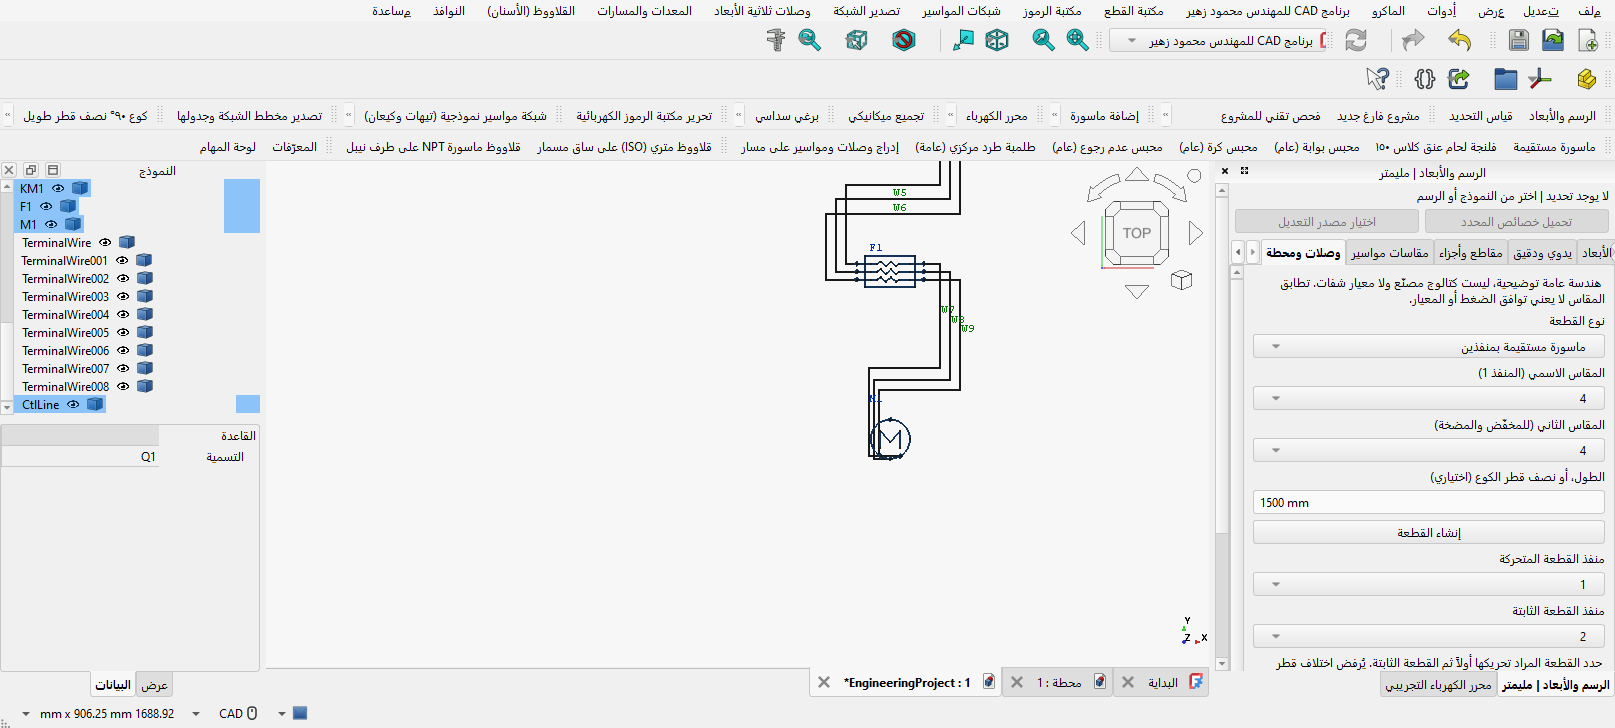 ملف
عرض
تعديل
أدوات
الماكرو
برنامج CAD للمهندس محمود زهير
مكتبة القطع
مكتبة الرموز
شبكات المواسير
تصدير الشبكة
وصلات ثلاثية الأبعاد
المعدات والمسارات
القلاووظ (الأسنان)
النوافذ
مساعدة
برنامج CAD للمهندس محمود زهير
الرسم والأبعاد
قياس التحديد
مشروع فارغ جديد
فحص تقني للمشروع
إضافة ماسورة
محرر الكهرباء
تجميع ميكانيكي
برغي سداسي
تحرير مكتبة الرموز الكهربائية
شبكة مواسير نموذجية (تيهات وكيعان)
تصدير مخطط الشبكة وجدولها
كوع ٩٠° نصف قطر طويل
ماسورة مستقيمة
فلنجة لحام عنق كلاس ١٥٠
محبس بوابة (عام)
محبس كرة (عام)
محبس عدم رجوع (عام)
طلمبة طرد مركزي (عامة)
إدراج وصلات ومواسير على مسار
قلاووظ متري (ISO) على ساق مسمار
قلاووظ ماسورة NPT على طرف نيبل
المعرّفات
لوحة المهام
النموذج
KM1
F1
M1
TerminalWire
TerminalWire001
TerminalWire002
TerminalWire003
TerminalWire004
TerminalWire005
TerminalWire006
TerminalWire007
TerminalWire008
CtlLine
القاعدة
التسمية
Q1
عرض
البيانات
W5
W6
F1
W7
W8
W9
M
TOP
Y
Z
X
الرسم والأبعاد | مليمتر
لا يوجد تحديد | اختر من النموذج أو الرسم
تحميل خصائص المحدد
اختيار مصدر التعديل
الأبعاد
يدوي ودقيق
مقاطع وأجزاء
مقاسات مواسير
وصلات ومحطة
هندسة عامة توضيحية، ليست كتالوج مصنّع ولا معيار شفات. تطابق
المقاس لا يعني توافق الضغط أو المعيار.
نوع القطعة
ماسورة مستقيمة بمنفذين
المقاس الاسمي (المنفذ 1)
4
المقاس الثاني (للمخفّض والمضخة)
4
الطول، أو نصف قطر الكوع (اختياري)
1500 mm
إنشاء القطعة
منفذ القطعة المتحركة
1
منفذ القطعة الثابتة
2
حدد القطعة المراد تحريكها أولاً ثم القطعة الثابتة. يُرفض اختلاف قطر
الرسم والأبعاد | مليمتر
محرر الكهرباء التجريبي
البداية
محطة : 1
EngineeringProject : 1*
mm x 906.25 mm 1688.92
CAD